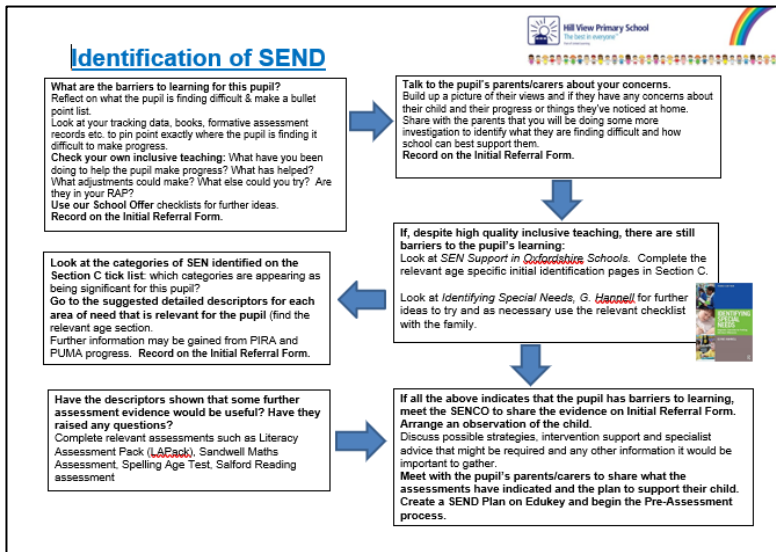 Hill View Primary School
The best in everyone
Identification of SEND
What are the barriers to learning for this pupil?
Reflect on what the pupil is finding difficult & make a bullet
point list.
Look at your tracking data, books, formative assessment
records etc. to pin point exactly where the pupil is finding it
difficult to make progress.
Check your own inclusive teaching: What have you been
doing to help the pupil make progress? What has helped?
What adjustments could make? What else could you try? Are
they in your RAP?
Use our School Offer checklists for further ideas.
Record on the Initial Referral Form.
Talk to the pupil's parents/carers about your concerns.
Build up a picture of their views and if they have any concerns about
their child and their progress or things they've noticed at home.
Share with the parents that you will be doing some more
investigation to identify what they are finding difficult and how
school can best support them.
Record on the Initial Referral Form.
If, despite high quality inclusive teaching, there are still
barriers to the pupil's learning:
Look at SEN Support in Oxfordshire Schools. Complete the
relevant age specific initial identification pages in Section C.
Look at Identifying Special Needs, G. Hannell for further
ideas to try and as necessary use the relevant checklist
with the family.
IDENTIFYING
SPECIAL
NEEDS
Look at the categories of SEN identified on the
Section C tick list: which categories are appearing as
being significant for this pupil?
Go to the suggested detailed descriptors for each
area of need that is relevant for the pupil (find the
relevant age section.
Further information may be gained from PIRA and
PUMA progress. Record on the Initial Referral Form.
Have the descriptors shown that some further
assessment evidence would be useful? Have they
raised any questions?
Complete relevant assessments such as Literacy
Assessment Pack (LAPack), Sandwell Maths
Assessment, Spelling Age Test, Salford Reading
assessment
If all the above indicates that the pupil has barriers to learning,
meet the SENCO to share the evidence on Initial Referral Form.
Arrange an observation of the child.
Discuss possible strategies, intervention support and specialist
advice that might be required and any other information it would be
important to gather.
Meet with the pupil's parents/carers to share what the
assessments have indicated and the plan to support their child.
Create a SEND Plan on Edukey and begin the Pre-Assessment
process.